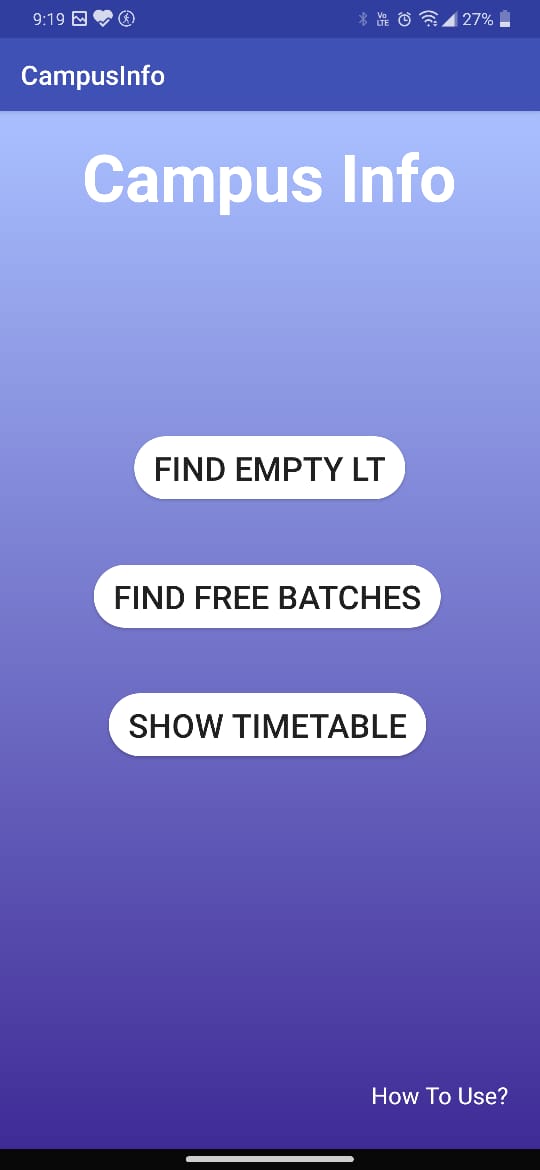 9:19 Vo LTE 27%
CampusInfo
Campus Info
FIND EMPTY LT
FIND FREE BATCHES
SHOW TIMETABLE
How To Use?